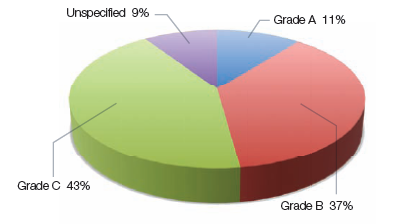 Unspecified 9%
Grade A 11%
Grade C 43%
Grade B 37%